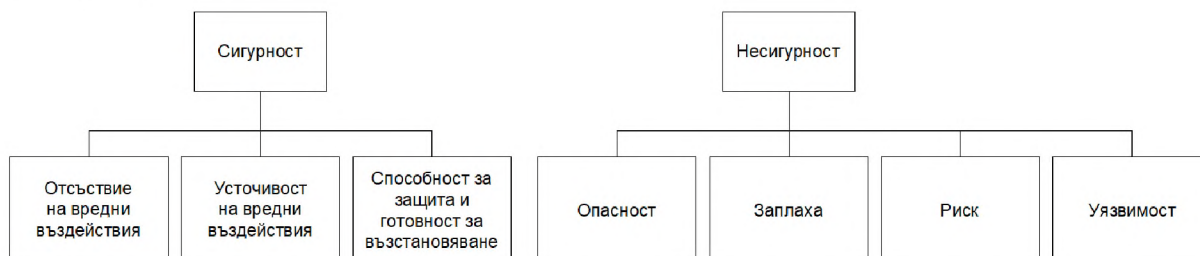 Сигурност
Несигурност
Отсъствие
на вредни
въздействия
Усточивост
на вредни
въздействия
Способност за
защита и
готовност за
възстановяване
Опасност
Заплаха
Риск
Уязвимост